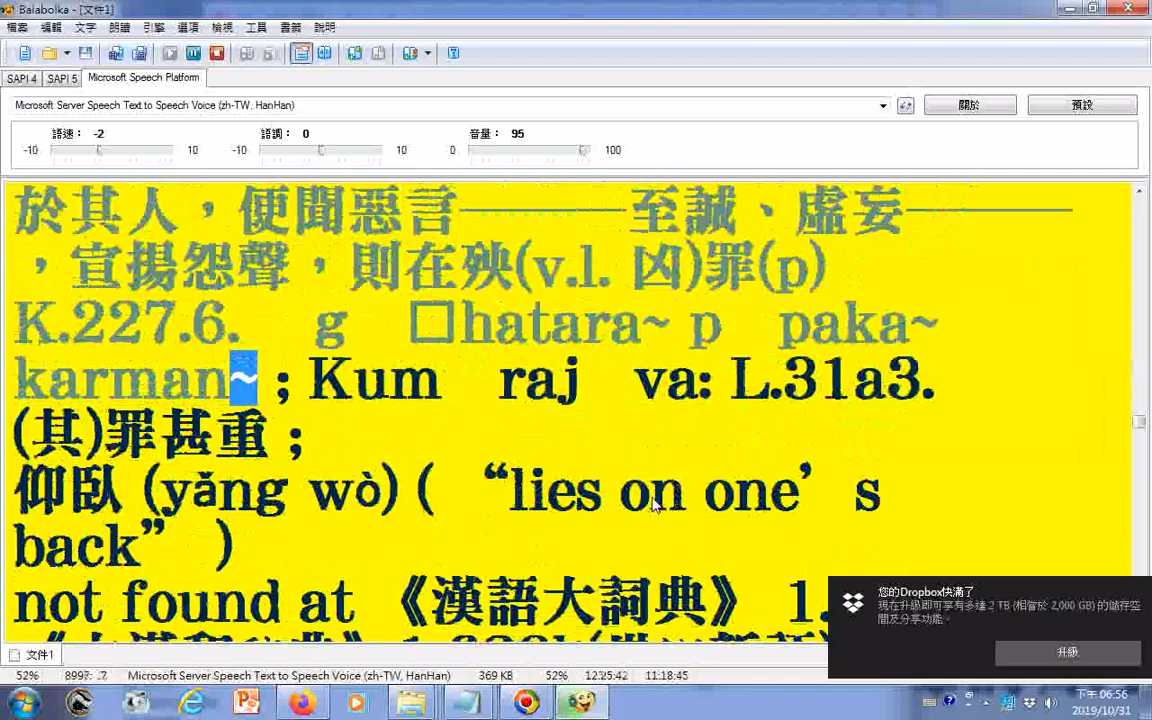 Balabolka - [文件1]
檔案 編輯 文字 朗讀 引擎 選項 檢視 工具 書籤 說明
SAPI 4 SAPI 5 Microsoft Speech Platform
Microsoft Server Speech Text to Speech Voice (zh-TW, HanHan) 關於 預設
語速： -2 語調： 0 音量： 95
-10 10 -10 10 0 100
於其人，便聞惡言——————至誠、虛妄——————
，宣揚怨聲，則在殃(v.l. 凶)罪(p)
K.227.6. g □hatara~ p paka~
karman~ ; Kum raj va: L.31a3.
(其)罪甚重；
仰臥 (yǎng wò) ( “lies on one’s
back” )
not found at 《漢語大詞典》 1.
您的Dropbox快滿了
現在升級即可享有多達 2 TB (相當於 2,000 GB) 的儲存空
間及分享功能。
升級
文件1
52% Microsoft Server Speech Text to Speech Voice (zh-TW, HanHan) 369 KB 52% 12:25:42 11:18:45
下午 06:56
2019/10/31